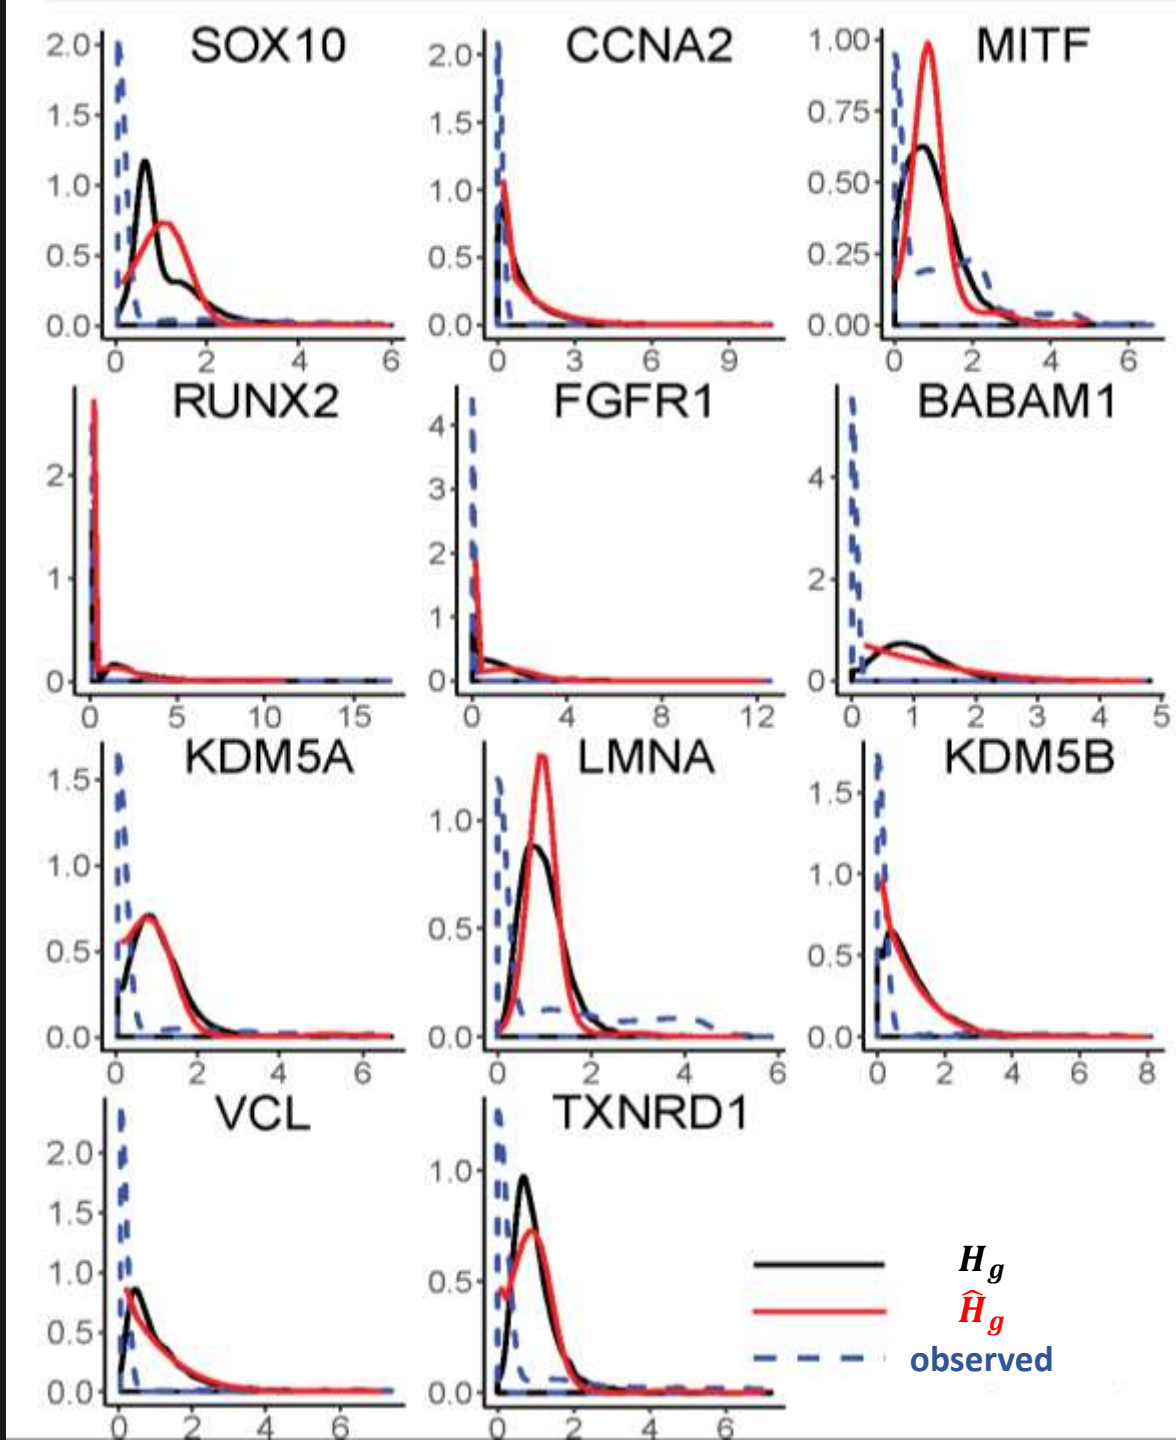 SOX10 CCNA2 MITF
2.0 2.0 1.00
1.5 1.5 0.75
1.0 1.0 0.50
0.5 0.5 0.25
0.0 0.0 0.00
0 2 4 6 0 3 6 9 0 2 4 6
RUNX2 FGFR1 BABAM1
2 4 4
1 3 2
0 2 0
1
0
0 5 10 15 0 4 8 12 0 1 2 3 4 5
KDM5A LMNA KDM5B
1.5 1.0 1.5
1.0 0.5 1.0
0.5 0.0 0.5
0.0 0.0
0 2 4 6 0 2 4 6 0 2 4 6 8
VCL TXNRD1
2.0 1.0
1.5 0.5
1.0 0.0
0.5
0.0
0 2 4 6 0 2 4 6
H_g
Ĥ_g
observed